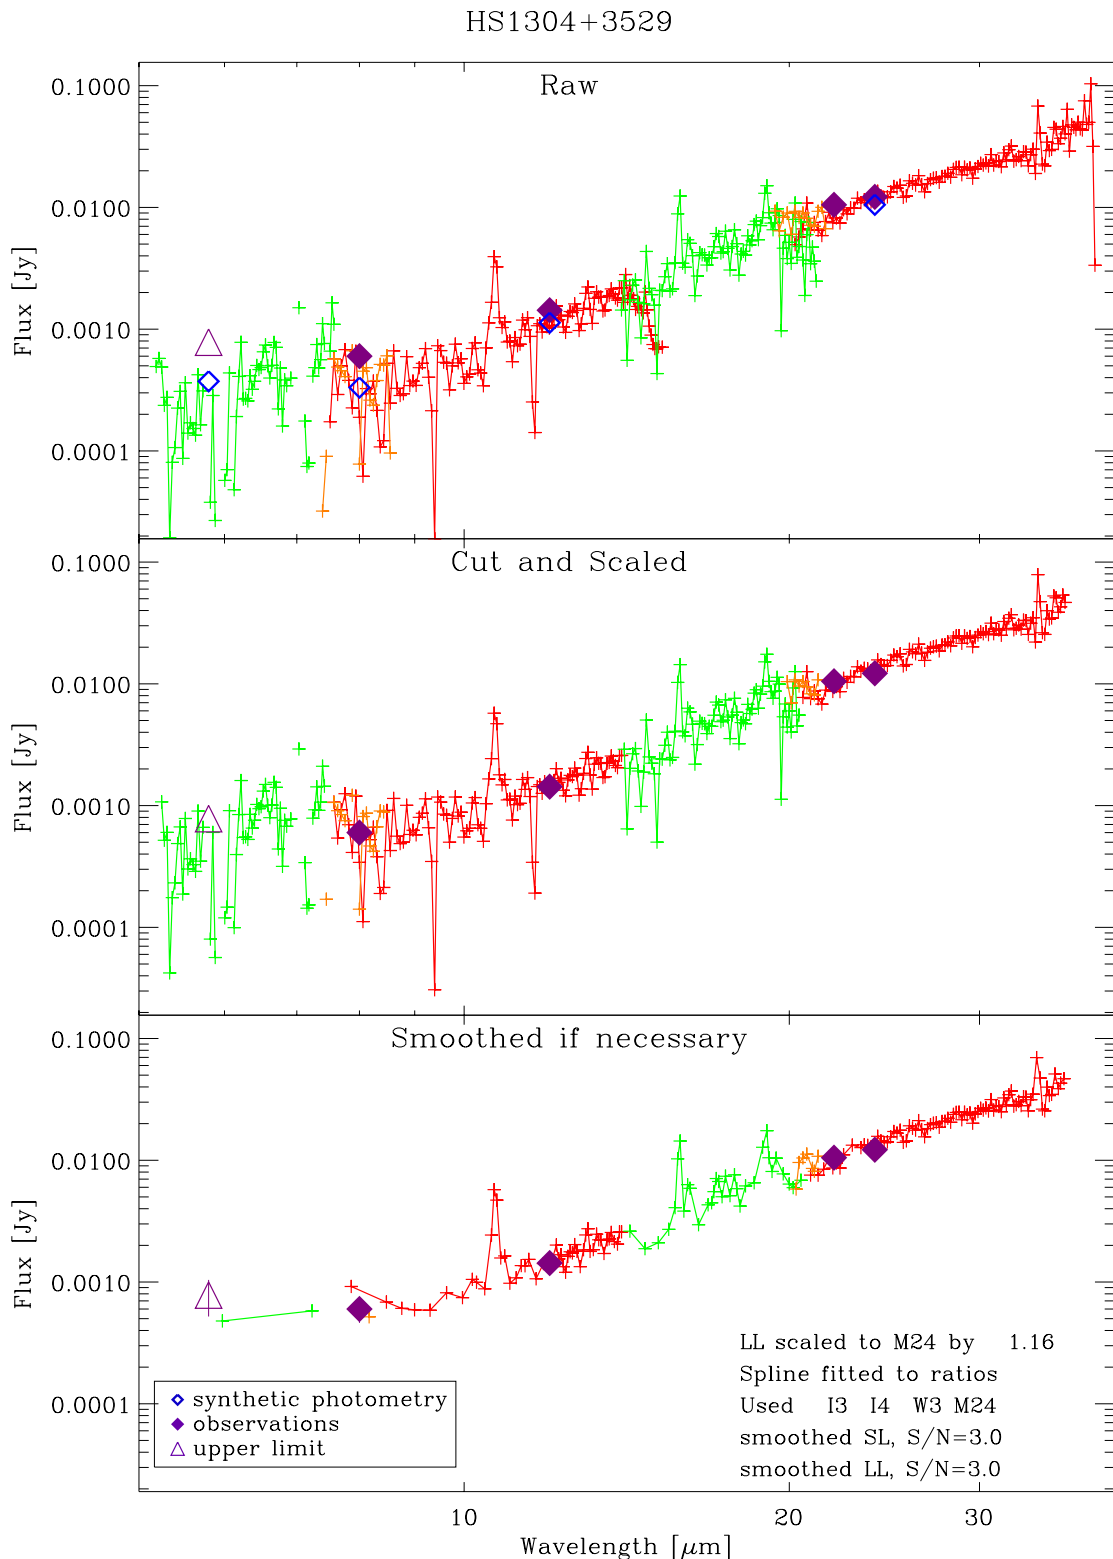 HS1304+3529
Raw
0.1000
0.0100
0.0010
0.0001
Flux [Jy]
Cut and Scaled
0.1000
0.0100
0.0010
0.0001
Flux [Jy]
Smoothed if necessary
0.1000
0.0100
0.0010
0.0001
Flux [Jy]
LL scaled to M24 by 1.16
Spline fitted to ratios
Used I3 I4 W3 M24
smoothed SL, S/N=3.0
smoothed LL, S/N=3.0
synthetic photometry
observations
upper limit
10 20 30
Wavelength [μm]